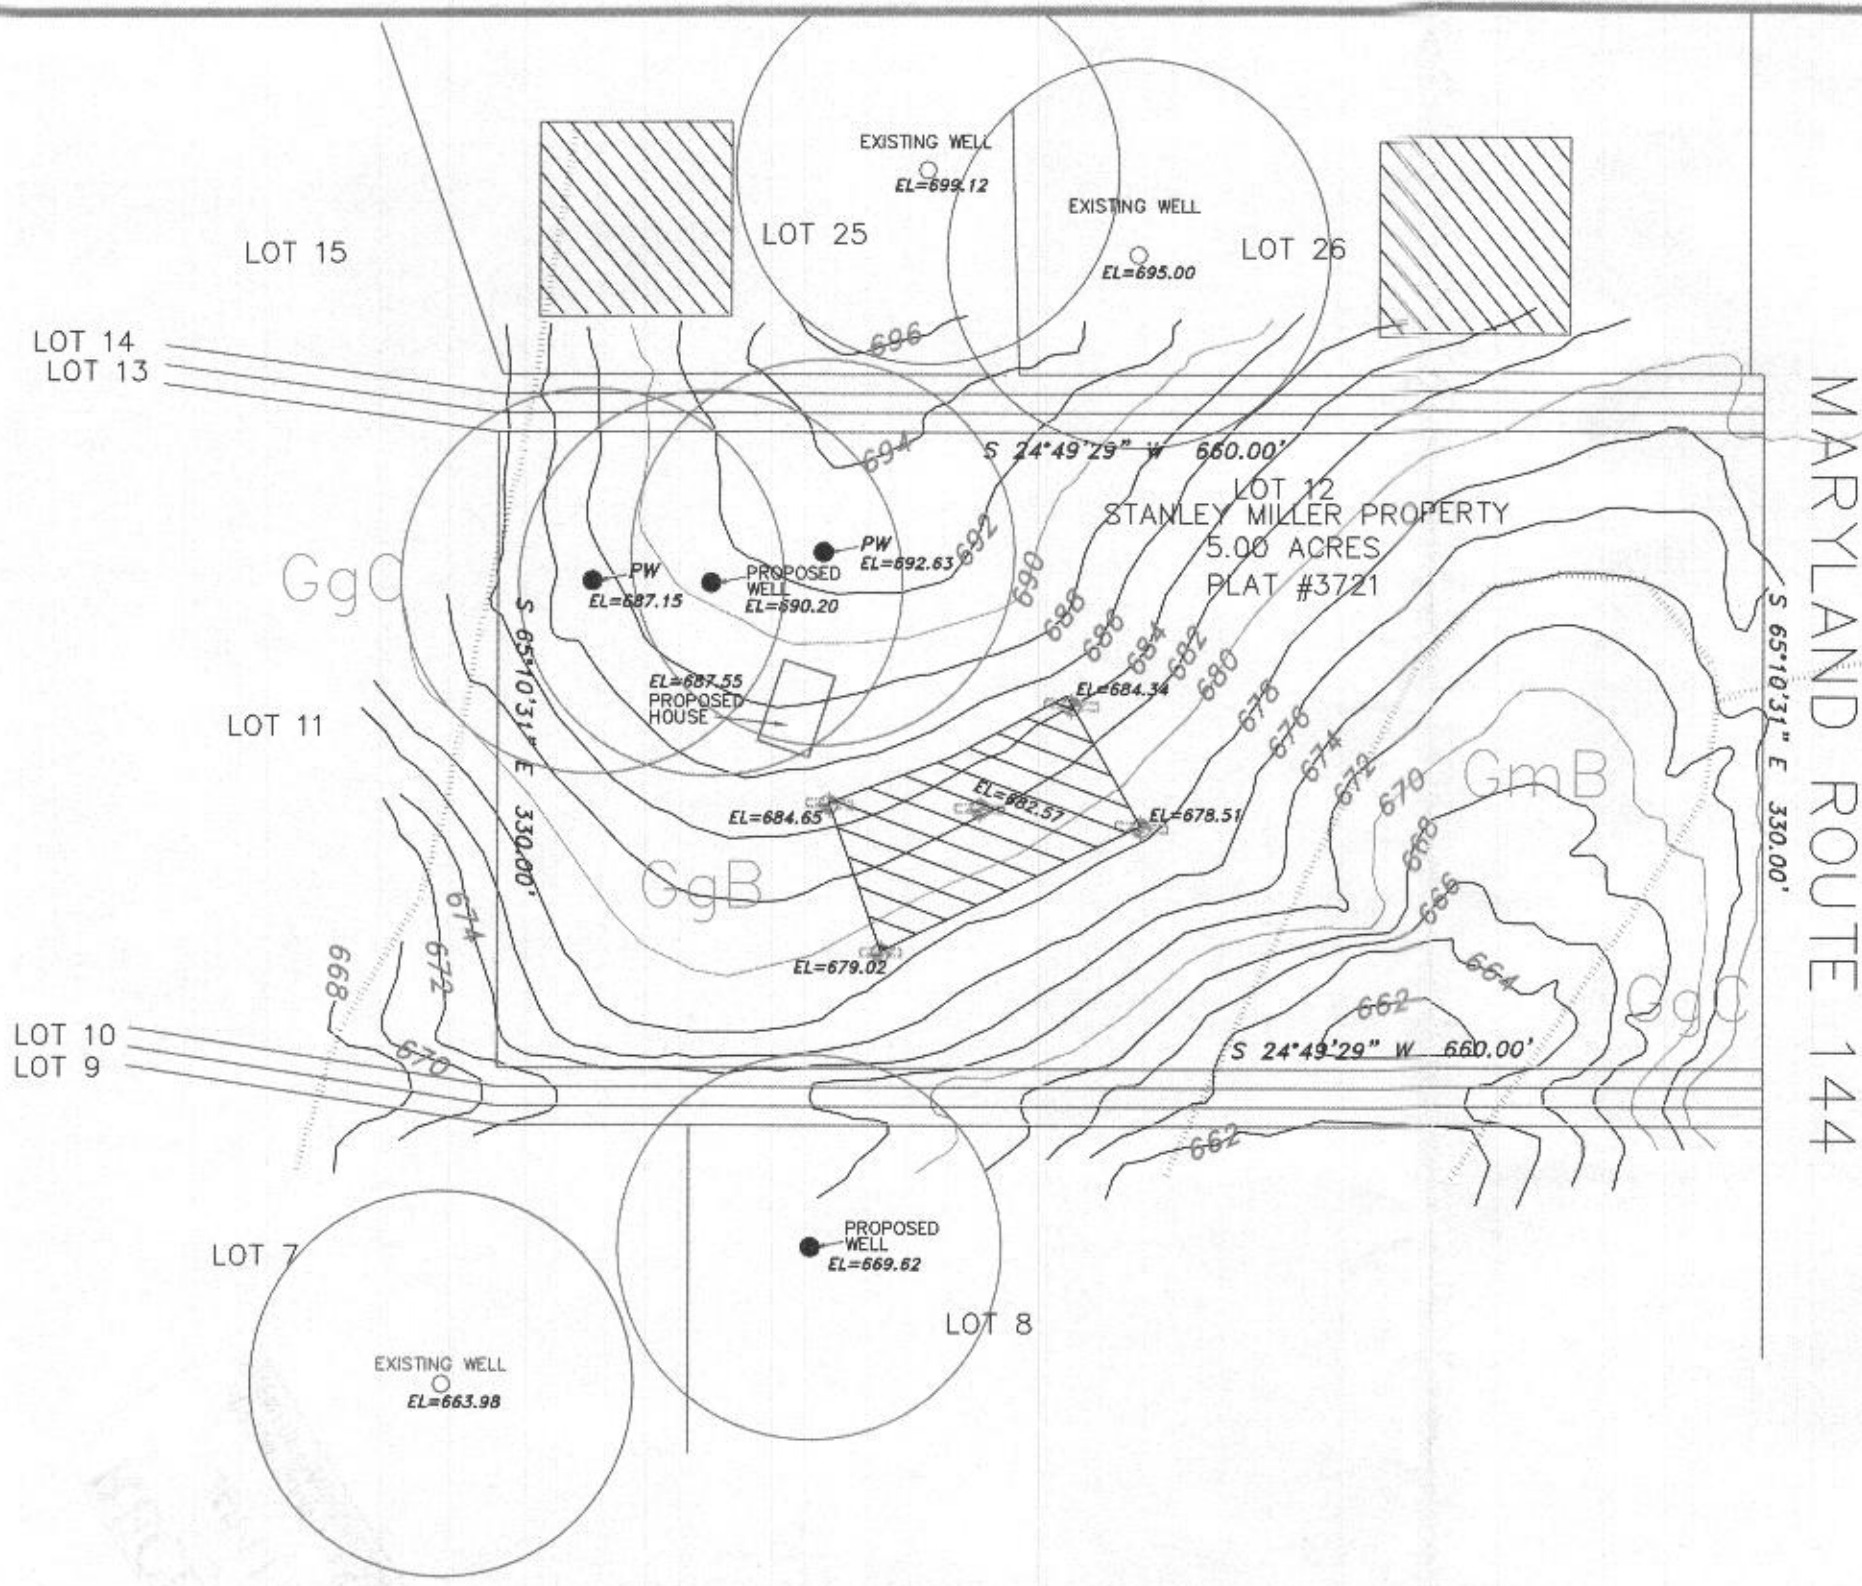 EXISTING WELL
EL=699.12
EXISTING WELL
EL=695.00
LOT 15
LOT 25
LOT 26
LOT 14
LOT 13
696
694
S 24°49'29" W 660.00'
LOT 12
STANLEY MILLER PROPERTY
5.00 ACRES
PLAT #3721
MARYLAND ROUTE 144
GgC
PW
EL=692.63
PW
EL=687.15
PROPOSED
WELL
EL=690.20
692
690
688
686
684
682
680
678
676
674
672
670
668
666
664
662
S 65°10'31" E 330.00'
S 65°10'31" E 330.00'
EL=687.55
PROPOSED
HOUSE
EL=684.34
LOT 11
GmB
EL=684.65
EL=682.57
EL=678.51
GgB
EL=679.02
674
672
668
670
GgC
S 24°49'29" W 660.00'
LOT 10
LOT 9
662
LOT 7
PROPOSED
WELL
EL=669.62
LOT 8
EXISTING WELL
EL=663.98